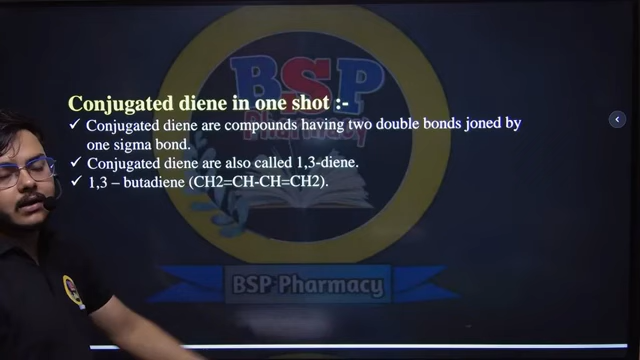 BSP
Pharmacy
Conjugated diene in one shot :-
✓ Conjugated diene are compounds having two double bonds joned by
one sigma bond.
✓ Conjugated diene are also called 1,3-diene.
✓ 1,3 – butadiene (CH2=CH-CH=CH2).
BSP Pharmacy